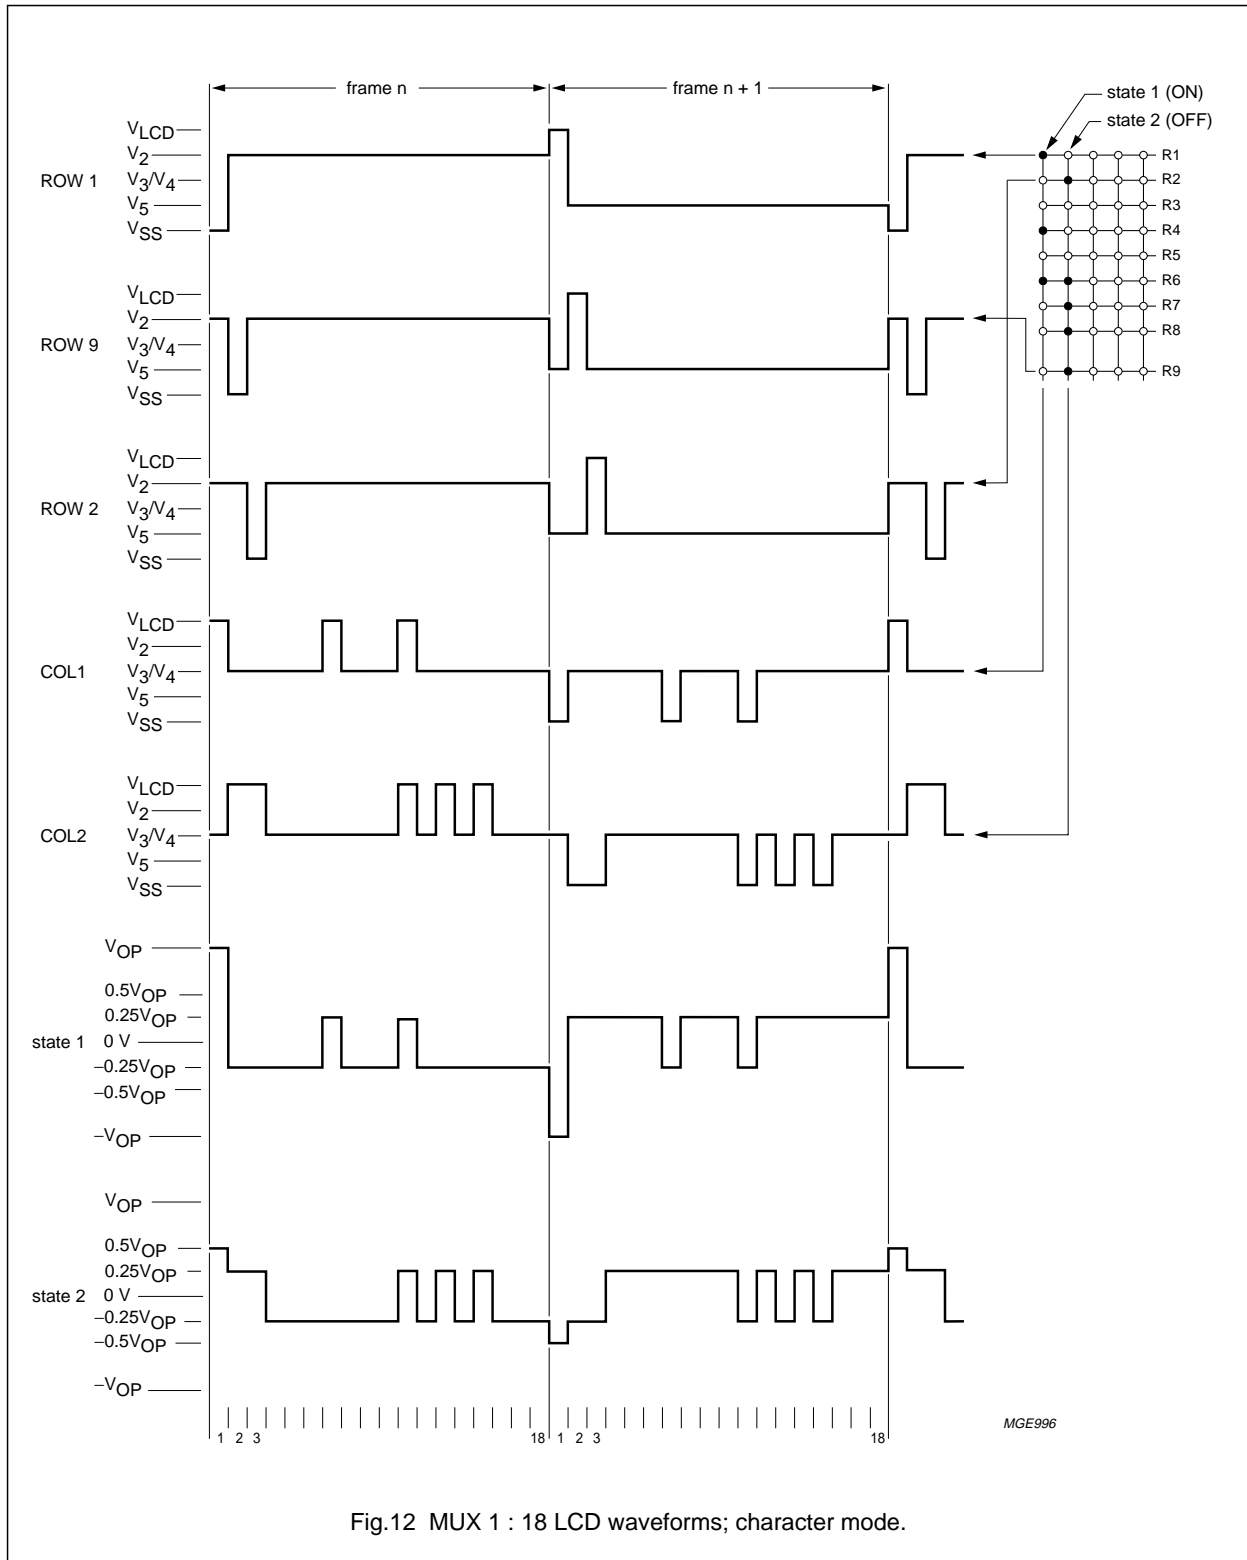 frame n
frame n + 1
state 1 (ON)
state 2 (OFF)
ROW 1
VLCD
V2
V3/V4
V5
VSS
R1
R2
R3
R4
R5
R6
R7
R8
R9
ROW 9
VLCD
V2
V3/V4
V5
VSS
ROW 2
VLCD
V2
V3/V4
V5
VSS
COL1
VLCD
V2
V3/V4
V5
VSS
COL2
VLCD
V2
V3/V4
V5
VSS
state 1
VOP
0.5VOP
0.25VOP
0 V
−0.25VOP
−0.5VOP
−VOP
state 2
VOP
0.5VOP
0.25VOP
0 V
−0.25VOP
−0.5VOP
−VOP
1 2 3 18 1 2 3 18
MGE996
Fig.12 MUX 1 : 18 LCD waveforms; character mode.